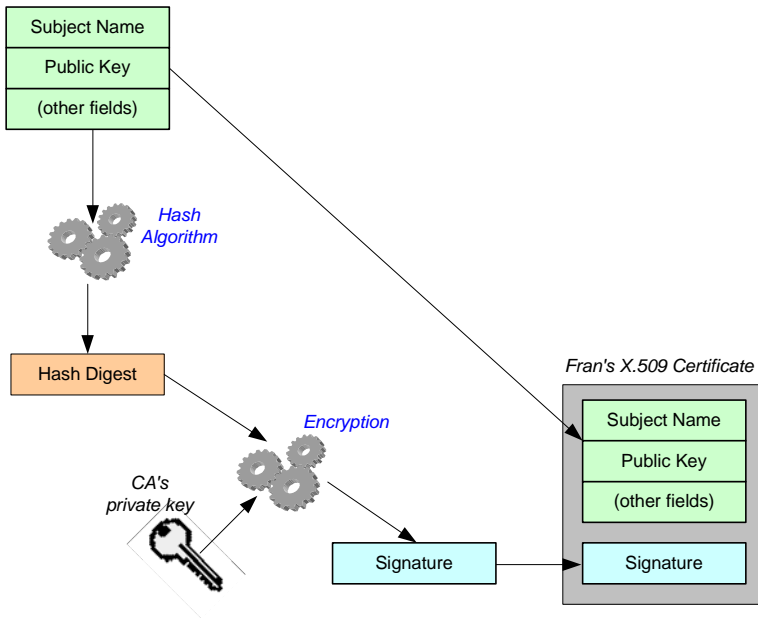 Subject Name
Public Key
(other fields)
Hash
Algorithm
Hash Digest
Encryption
CA's
private key
Signature
Fran's X.509 Certificate
Subject Name
Public Key
(other fields)
Signature